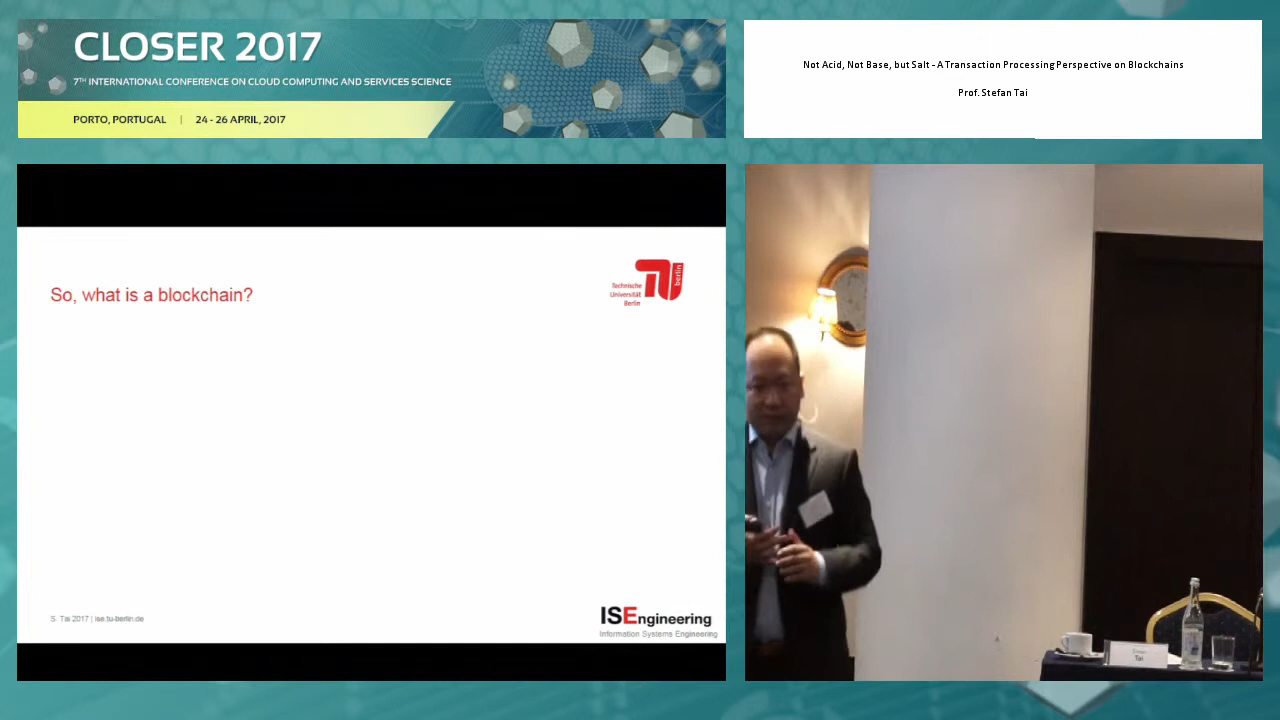 CLOSER 2017
7TH INTERNATIONAL CONFERENCE ON CLOUD COMPUTING AND SERVICES SCIENCE
PORTO, PORTUGAL | 24 - 26 APRIL, 2017
Not Acid, Not Base, but Salt - A Transaction Processing Perspective on Blockchains
Prof. Stefan Tai
So, what is a blockchain?
Technische
Universität
Berlin
berlin
S. Tai 2017 | ise.tu-berlin.de
ISEngineering
Information Systems Engineering
Stefan
Tai